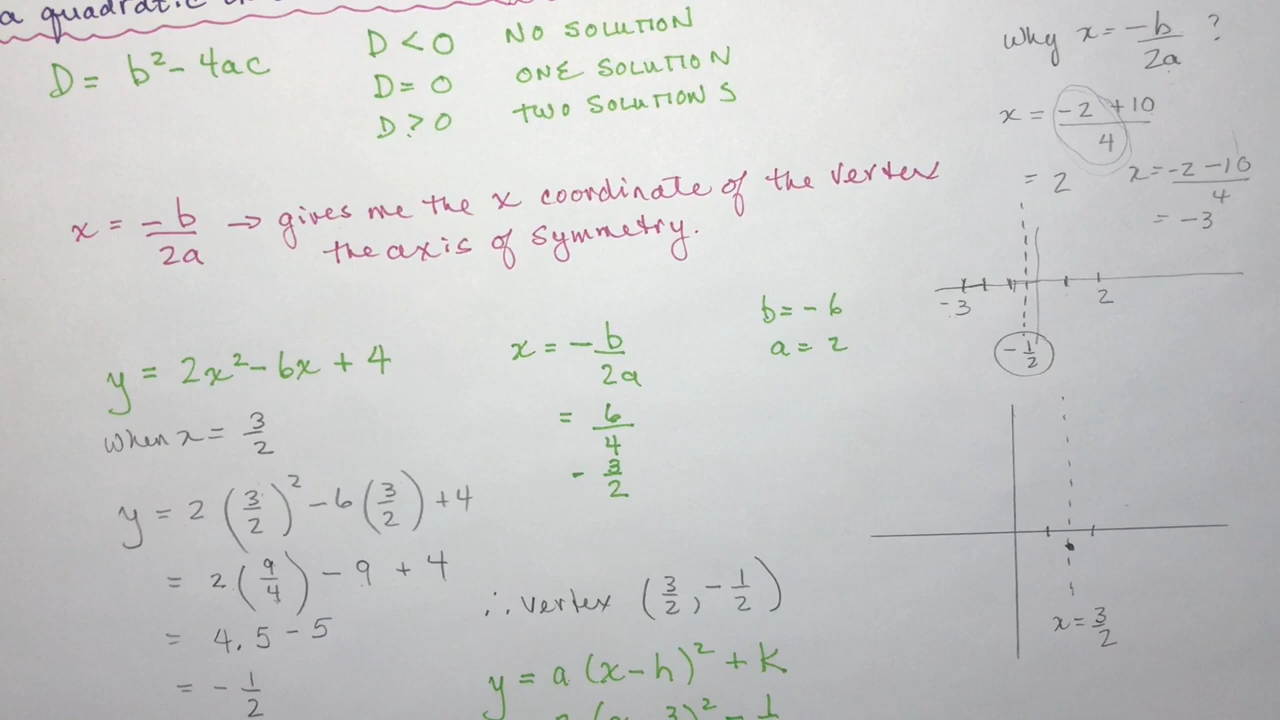 a quadratic
D = b² - 4ac
D < 0 NO SOLUTION
D = 0 ONE SOLUTION
D > 0 TWO SOLUTIONS
x = -b/2a → gives me the x coordinate of the vertex
the axis of symmetry.
y = 2x² - 6x + 4
when x = 3/2
y = 2(3/2)² - 6(3/2) + 4
= 2(9/4) - 9 + 4
= 4.5 - 5
= -1/2
x = -b/2a
= 6/4
- 3/2
b = -6
a = 2
∴ vertex (3/2, -1/2)
y = a(x-h)² + k
Why x = -b/2a ?
x = -2 + 10/4
= 2
x = -2 - 10/4
= -3
-3 2
-1/2
x = 3/2